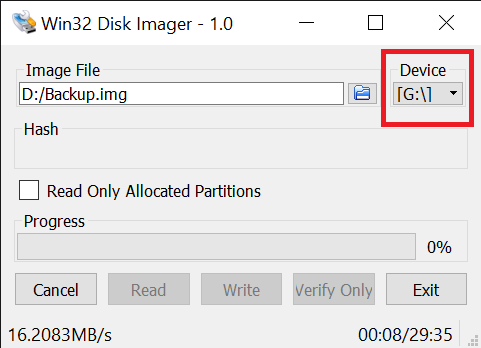 Win32 Disk Imager - 1.0
Image File
Device
D:/Backup.img
[G:\]
Hash
Read Only Allocated Partitions
Progress
0%
Cancel
Read
Write
Verify Only
Exit
16.2083MB/s
00:08/29:35